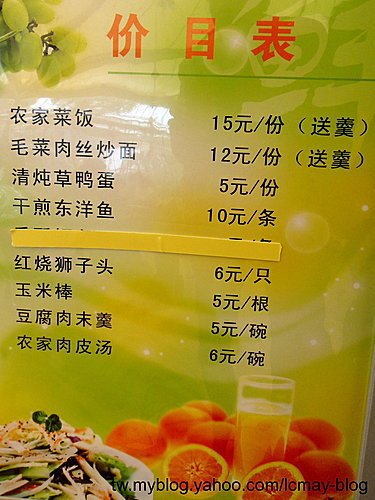 价目表
农家菜饭 15元/份（送羹）
毛菜肉丝炒面 12元/份（送羹）
清炖草鸭蛋 5元/份
干煎东洋鱼 10元/条
红烧狮子头 6元/只
玉米棒 5元/根
豆腐肉末羹 5元/碗
农家肉皮汤 6元/碗
tw.myblog.yahoo.com/lcmay-blog